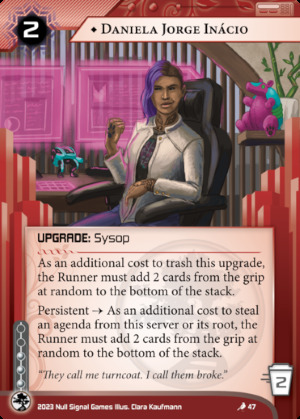 2
◆ Daniela Jorge Inácio
UPGRADE: Sysop
As an additional cost to trash this upgrade,
the Runner must add 2 cards from the grip
at random to the bottom of the stack.
Persistent → As an additional cost to steal
an agenda from this server or its root, the
Runner must add 2 cards from the grip
at random to the bottom of the stack.
“They call me turncoat. I call them broke.”
2
2023 Null Signal Games Illus. Clara Kaufmann
47